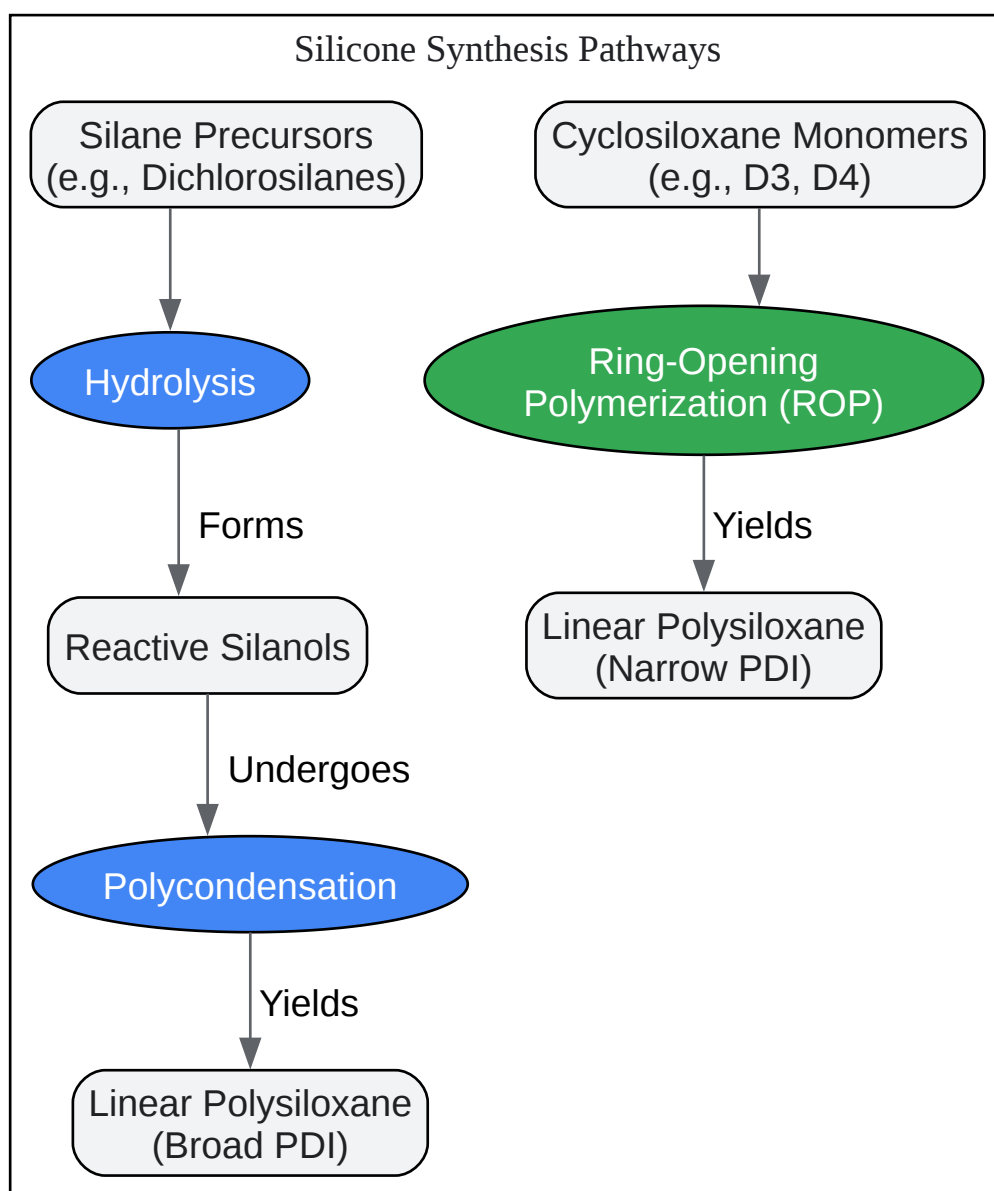 Silicone Synthesis Pathways
Silane Precursors
(e.g., Dichlorosilanes)
Cyclosiloxane Monomers
(e.g., D3, D4)
Hydrolysis
Ring-Opening
Polymerization (ROP)
Forms
Yields
Reactive Silanols
Linear Polysiloxane
(Narrow PDI)
Undergoes
Polycondensation
Yields
Linear Polysiloxane
(Broad PDI)